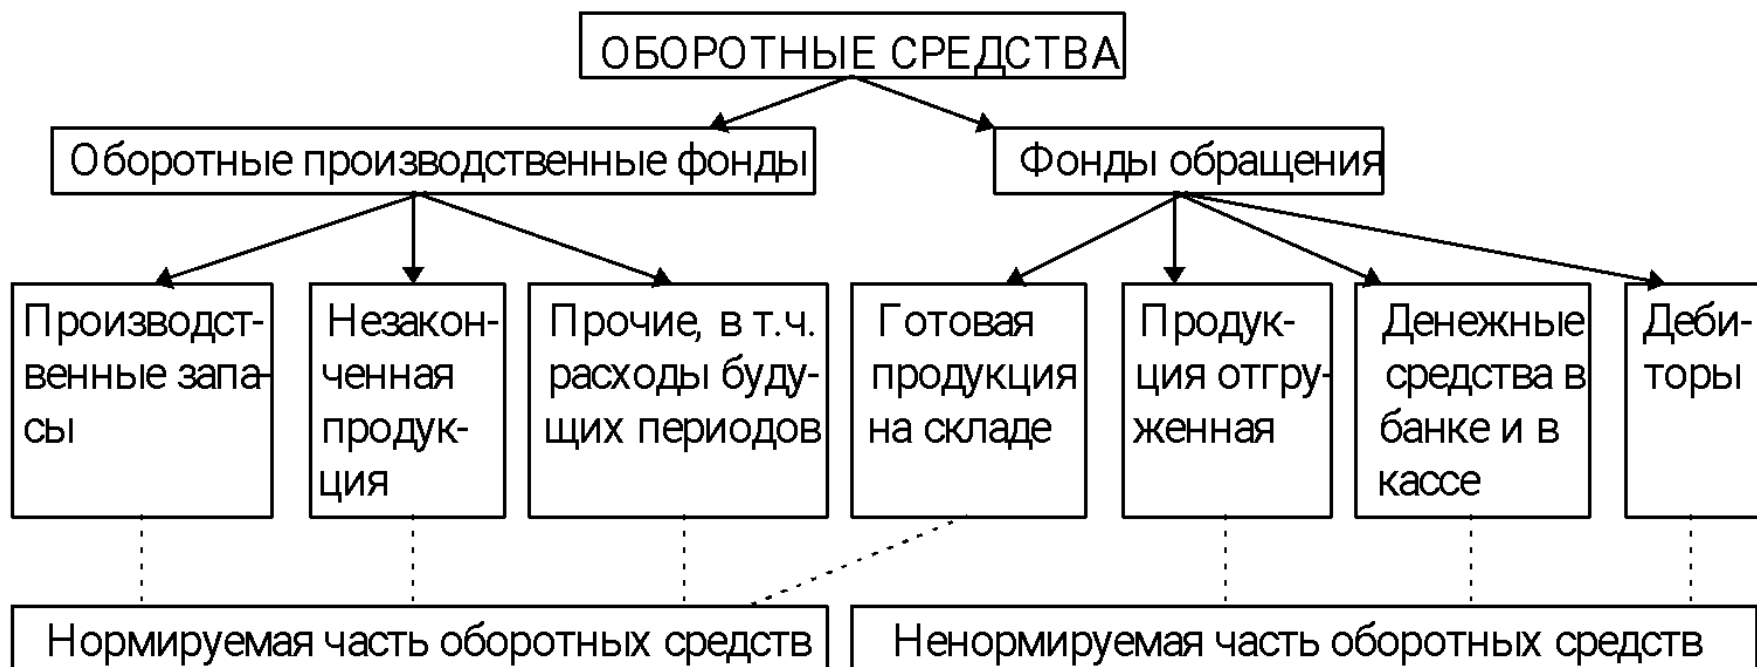 ОБОРОТНЫЕ СРЕДСТВА
Оборотные производственные фонды
Фонды обращения
Производст-
венные запа-
сы
Незакон-
ченная
продук-
ция
Прочие, в т.ч.
расходы буду-
щих периодов
Готовая
продукция
на складе
Продук-
ция отгру-
женная
Денежные
средства в
банке и в
кассе
Деби-
торы
Нормируемая часть оборотных средств
Ненормируемая часть оборотных средств